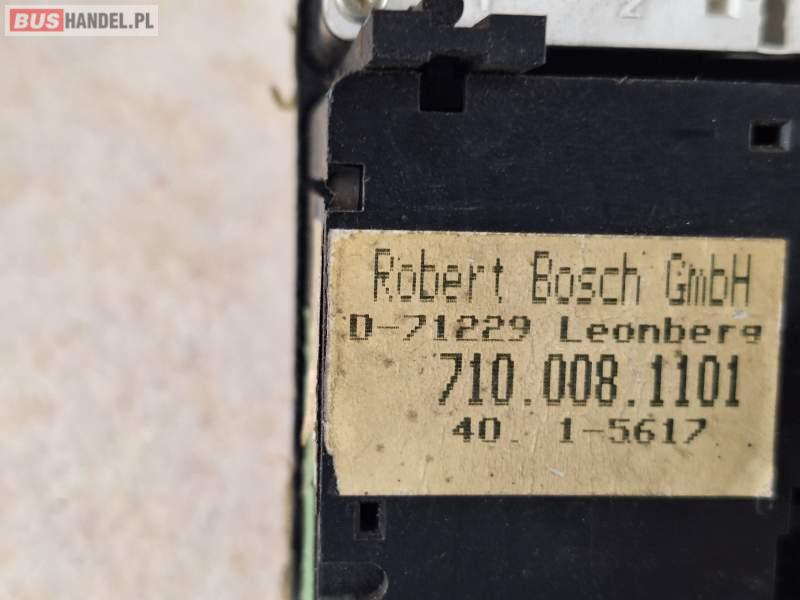 BUSHANDEL.PL
Robert Bosch GmbH
D-71229 Leonberg
710.008.1101
40. 1-5617